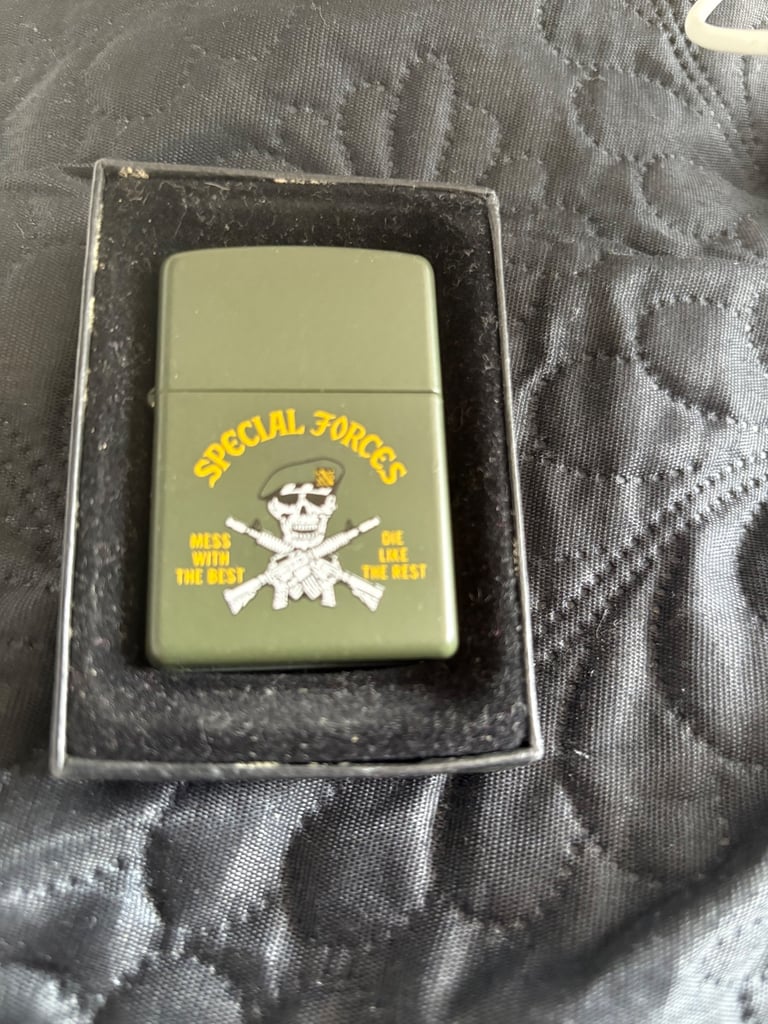 SPECIAL FORCES
MESS
WITH
THE BEST
DIE
LIKE
THE REST